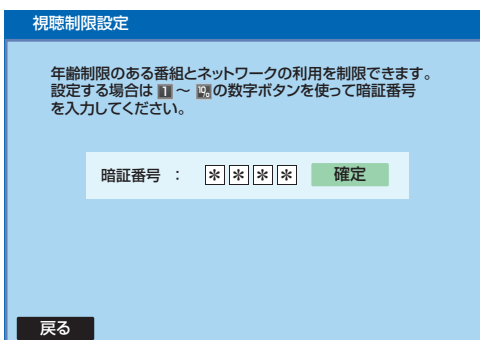 視聴制限設定
年齢制限のある番組とネットワークの利用を制限できます。
設定する場合は 1 ～ 10 の数字ボタンを使って暗証番号
を入力してください。
暗証番号 ： ＊ ＊ ＊ ＊ 確定
戻る